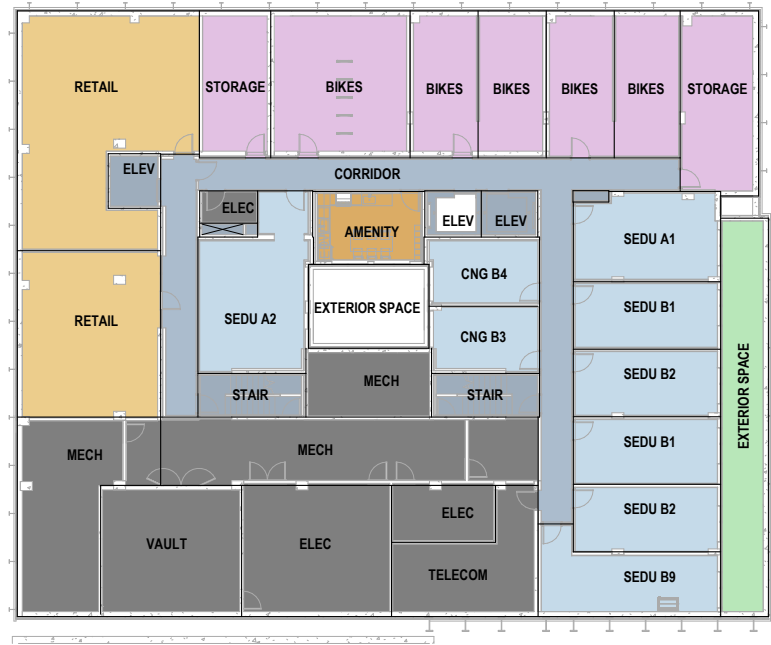 RETAIL
STORAGE
BIKES
BIKES
BIKES
BIKES
BIKES
STORAGE
ELEV
CORRIDOR
ELEC
AMENITY
ELEV
ELEV
SEDU A1
CNG B4
SEDU B1
EXTERIOR SPACE
RETAIL
SEDU A2
CNG B3
SEDU B2
MECH
STAIR
STAIR
EXTERIOR SPACE
SEDU B1
MECH
MECH
SEDU B2
ELEC
VAULT
ELEC
TELECOM
SEDU B9